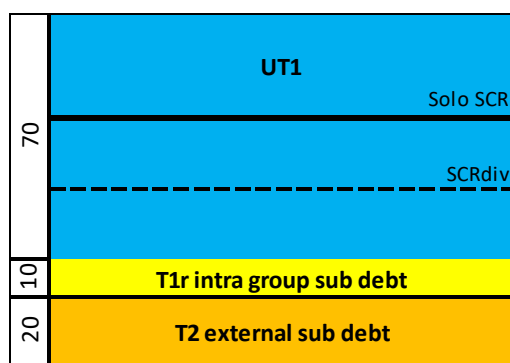 UT1
Solo SCR
70
SCRdiv
10
T1r intra group sub debt
20
T2 external sub debt